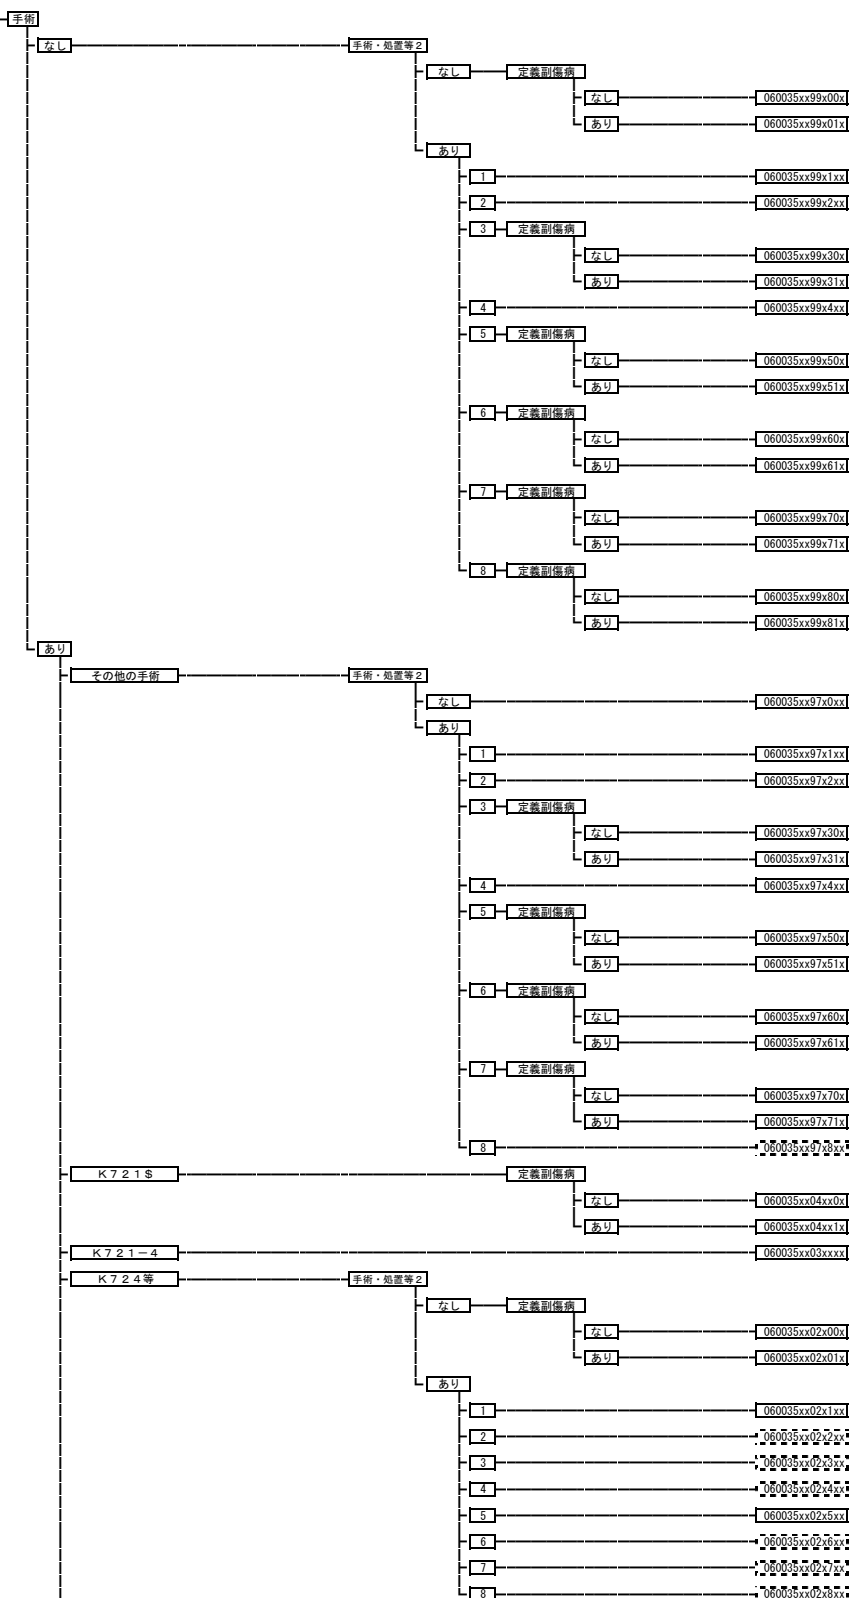 手術
なし 手術・処置等2
なし 定義副傷病
なし 060035xx99x00x
あり 060035xx99x01x
あり
1 060035xx99x1xx
2 060035xx99x2xx
3 定義副傷病
なし 060035xx99x30x
あり 060035xx99x31x
4 060035xx99x4xx
5 定義副傷病
なし 060035xx99x50x
あり 060035xx99x51x
6 定義副傷病
なし 060035xx99x60x
あり 060035xx99x61x
7 定義副傷病
なし 060035xx99x70x
あり 060035xx99x71x
8 定義副傷病
なし 060035xx99x80x
あり 060035xx99x81x
あり
その他の手術 手術・処置等2
なし 060035xx97x0xx
あり
1 060035xx97x1xx
2 060035xx97x2xx
3 定義副傷病
なし 060035xx97x30x
あり 060035xx97x31x
4 060035xx97x4xx
5 定義副傷病
なし 060035xx97x50x
あり 060035xx97x51x
6 定義副傷病
なし 060035xx97x60x
あり 060035xx97x61x
7 定義副傷病
なし 060035xx97x70x
あり 060035xx97x71x
8 060035xx97x8xx
K721$ 定義副傷病
なし 060035xx04xx0x
あり 060035xx04xx1x
K721-4 060035xx03xxxx
K724等 手術・処置等2
なし 定義副傷病
なし 060035xx02x00x
あり 060035xx02x01x
あり
1 060035xx02x1xx
2 060035xx02x2xx
3 060035xx02x3xx
4 060035xx02x4xx
5 060035xx02x5xx
6 060035xx02x6xx
7 060035xx02x7xx
8 060035xx02x8xx